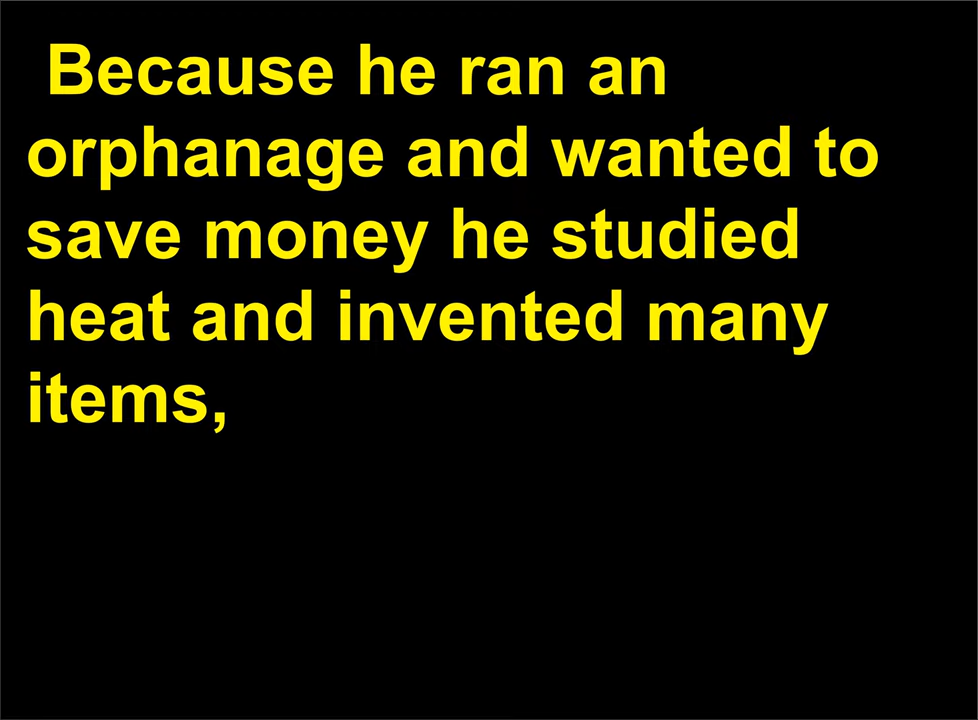 Because he ran an
orphanage and wanted to
save money he studied
heat and invented many
items,